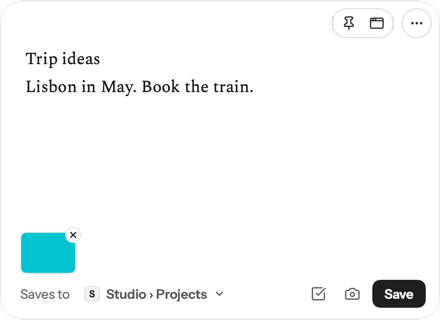 Trip ideas
Lisbon in May. Book the train.
Saves to S Studio › Projects
Save